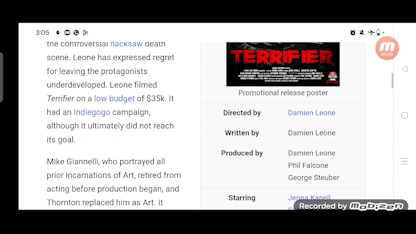 3:05
the controversial hacksaw death
scene. Leone has expressed regret
for leaving the protagonists
underdeveloped. Leone filmed
Terrifier on a low budget of $35k. It
had an Indiegogo campaign,
although it ultimately did not reach
its goal.
Mike Giannelli, who portrayed all
prior incarnations of Art, retired from
acting before production began, and
Thornton replaced him as Art. It
TERRIFIER
Promotional release poster
Directed by Damien Leone
Written by Damien Leone
Produced by Damien Leone
Phil Falcone
George Steuber
Starring Jenna Kanell
Recorded by Mobizen